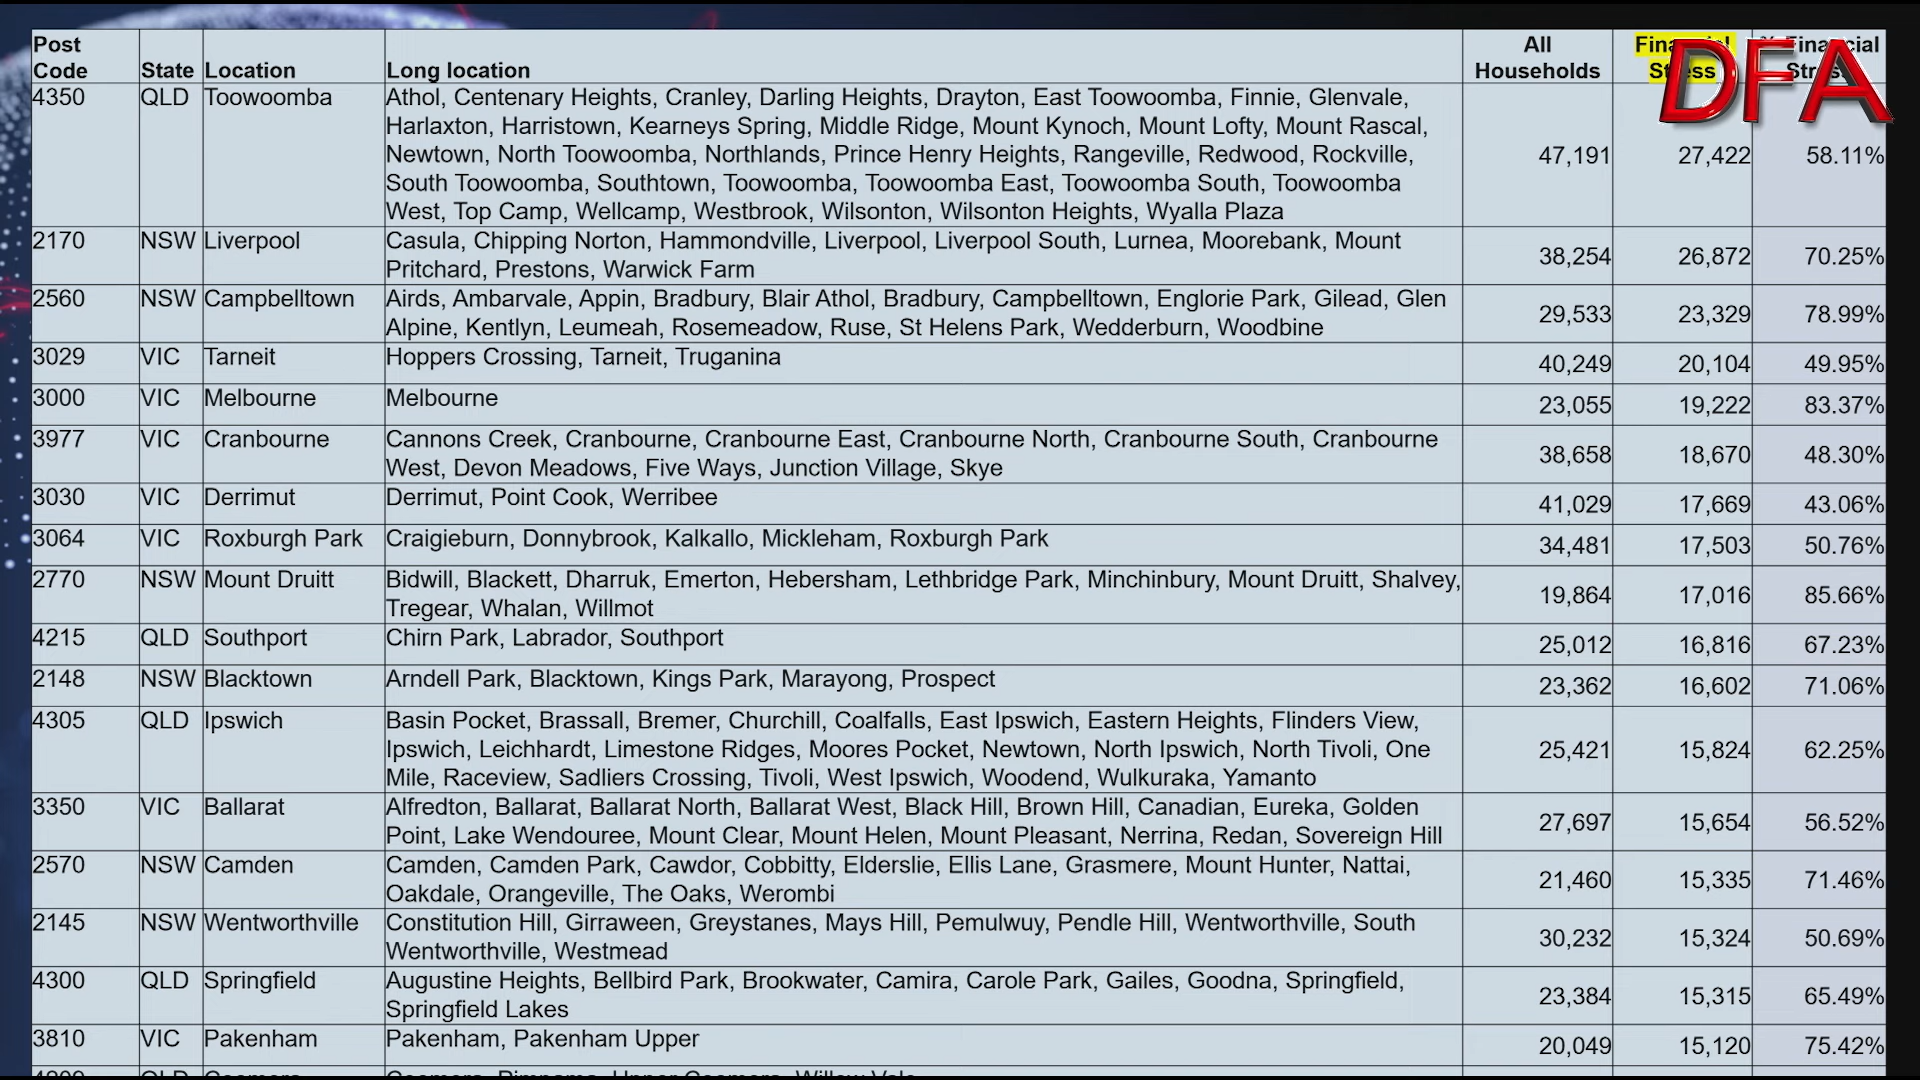 Post Code State Location Long location All Households Financial Stress % Financial Stress
DFA
4350 QLD Toowoomba Athol, Centenary Heights, Cranley, Darling Heights, Drayton, East Toowoomba, Finnie, Glenvale,
Harlaxton, Harristown, Kearneys Spring, Middle Ridge, Mount Kynoch, Mount Lofty, Mount Rascal,
Newtown, North Toowoomba, Northlands, Prince Henry Heights, Rangeville, Redwood, Rockville,
South Toowoomba, Southtown, Toowoomba, Toowoomba East, Toowoomba South, Toowoomba
West, Top Camp, Wellcamp, Westbrook, Wilsonton, Wilsonton Heights, Wyalla Plaza
47,191 27,422 58.11%
2170 NSW Liverpool Casula, Chipping Norton, Hammondville, Liverpool, Liverpool South, Lurnea, Moorebank, Mount
Pritchard, Prestons, Warwick Farm
38,254 26,872 70.25%
2560 NSW Campbelltown Airds, Ambarvale, Appin, Bradbury, Blair Athol, Bradbury, Campbelltown, Englorie Park, Gilead, Glen
Alpine, Kentlyn, Leumeah, Rosemeadow, Ruse, St Helens Park, Wedderburn, Woodbine
29,533 23,329 78.99%
3029 VIC Tarneit Hoppers Crossing, Tarneit, Truganina 40,249 20,104 49.95%
3000 VIC Melbourne Melbourne 23,055 19,222 83.37%
3977 VIC Cranbourne Cannons Creek, Cranbourne, Cranbourne East, Cranbourne North, Cranbourne South, Cranbourne
West, Devon Meadows, Five Ways, Junction Village, Skye
38,658 18,670 48.30%
3030 VIC Derrimut Derrimut, Point Cook, Werribee 41,029 17,669 43.06%
3064 VIC Roxburgh Park Craigieburn, Donnybrook, Kalkallo, Mickleham, Roxburgh Park 34,481 17,503 50.76%
2770 NSW Mount Druitt Bidwill, Blackett, Dharruk, Emerton, Hebersham, Lethbridge Park, Minchinbury, Mount Druitt, Shalvey,
Tregear, Whalan, Willmot
19,864 17,016 85.66%
4215 QLD Southport Chirn Park, Labrador, Southport 25,012 16,816 67.23%
2148 NSW Blacktown Arndell Park, Blacktown, Kings Park, Marayong, Prospect 23,362 16,602 71.06%
4305 QLD Ipswich Basin Pocket, Brassall, Bremer, Churchill, Coalfalls, East Ipswich, Eastern Heights, Flinders View,
Ipswich, Leichhardt, Limestone Ridges, Moores Pocket, Newtown, North Ipswich, North Tivoli, One
Mile, Raceview, Sadliers Crossing, Tivoli, West Ipswich, Woodend, Wulkuraka, Yamanto
25,421 15,824 62.25%
3350 VIC Ballarat Alfredton, Ballarat, Ballarat North, Ballarat West, Black Hill, Brown Hill, Canadian, Eureka, Golden
Point, Lake Wendouree, Mount Clear, Mount Helen, Mount Pleasant, Nerrina, Redan, Sovereign Hill
27,697 15,654 56.52%
2570 NSW Camden Camden, Camden Park, Cawdor, Cobbitty, Elderslie, Ellis Lane, Grasmere, Mount Hunter, Nattai,
Oakdale, Orangeville, The Oaks, Werombi
21,460 15,335 71.46%
2145 NSW Wentworthville Constitution Hill, Girraween, Greystanes, Mays Hill, Pemulwuy, Pendle Hill, Wentworthville, South
Wentworthville, Westmead
30,232 15,324 50.69%
4300 QLD Springfield Augustine Heights, Bellbird Park, Brookwater, Camira, Carole Park, Gailes, Goodna, Springfield,
Springfield Lakes
23,384 15,315 65.49%
3810 VIC Pakenham Pakenham, Pakenham Upper 20,049 15,120 75.42%